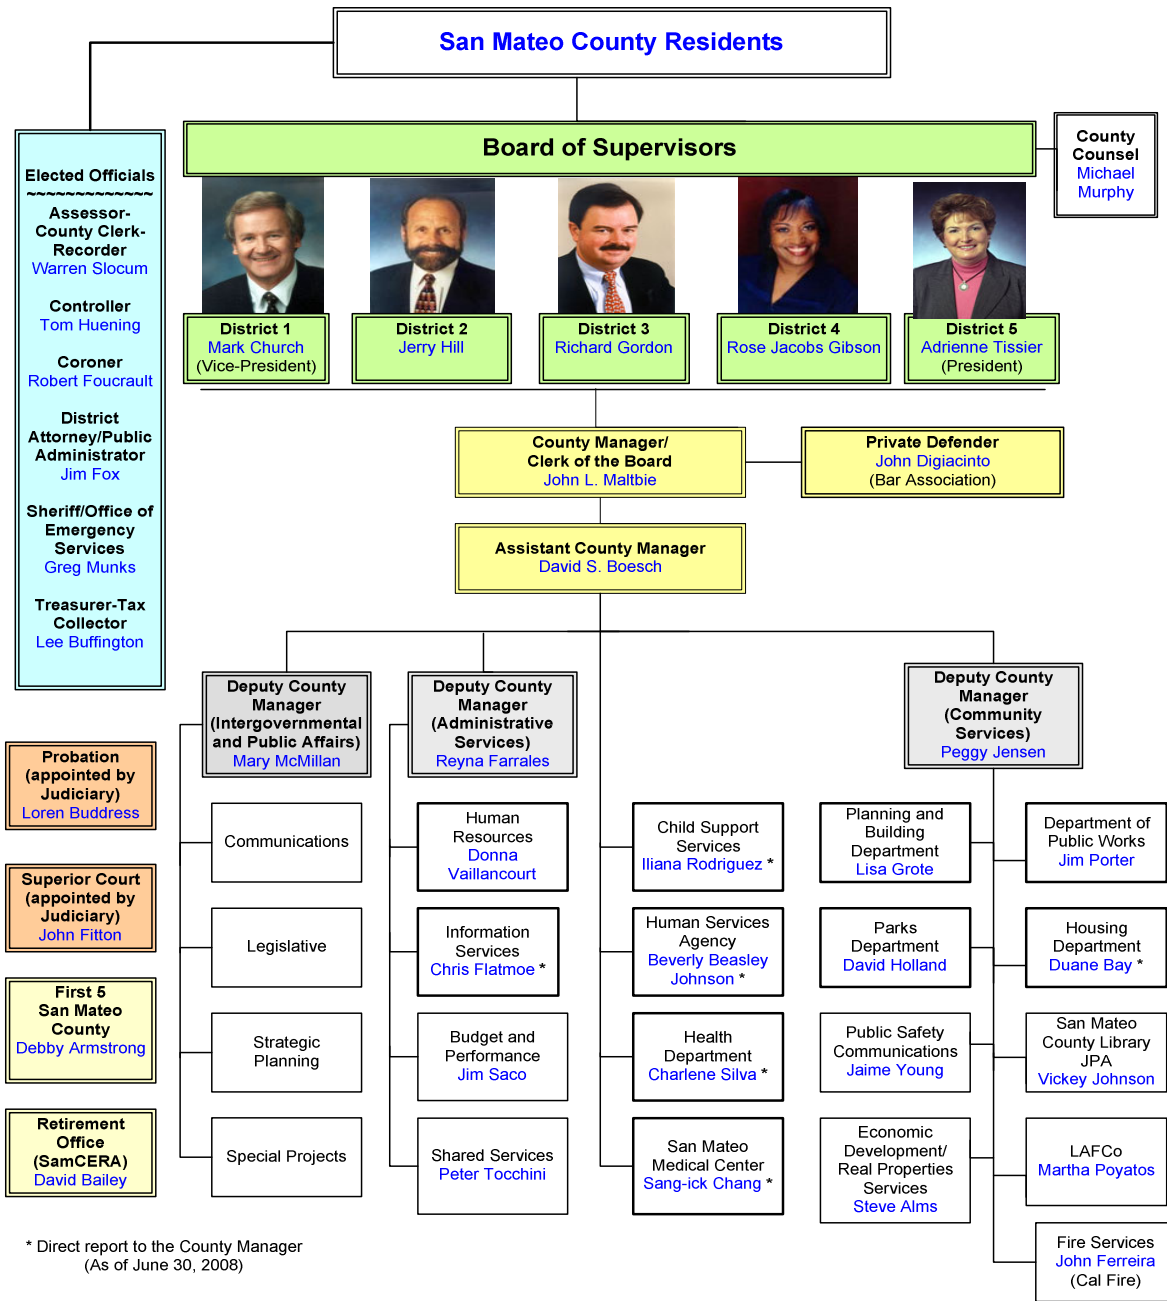 San Mateo County Residents
Board of Supervisors
County
Counsel
Michael
Murphy
Elected Officials
~~~~~~~~~~~~~
Assessor-
County Clerk-
Recorder
Warren Slocum
Controller
Tom Huening
Coroner
Robert Foucrault
District
Attorney/Public
Administrator
Jim Fox
Sheriff/Office of
Emergency
Services
Greg Munks
Treasurer-Tax
Collector
Lee Buffington
District 1
Mark Church
(Vice-President)
District 2
Jerry Hill
District 3
Richard Gordon
District 4
Rose Jacobs Gibson
District 5
Adrienne Tissier
(President)
County Manager/
Clerk of the Board
John L. Maltbie
Private Defender
John Digiacinto
(Bar Association)
Assistant County Manager
David S. Boesch
Deputy County
Manager
(Intergovernmental
and Public Affairs)
Mary McMillan
Deputy County
Manager
(Administrative
Services)
Reyna Farrales
Deputy County
Manager
(Community
Services)
Peggy Jensen
Probation
(appointed by
Judiciary)
Loren Buddress
Superior Court
(appointed by
Judiciary)
John Fitton
First 5
San Mateo
County
Debby Armstrong
Retirement
Office
(SamCERA)
David Bailey
Communications
Legislative
Strategic
Planning
Special Projects
Human
Resources
Donna
Vaillancourt
Information
Services
Chris Flatmoe *
Budget and
Performance
Jim Saco
Shared Services
Peter Tocchini
Child Support
Services
Iliana Rodriguez *
Human Services
Agency
Beverly Beasley
Johnson *
Health
Department
Charlene Silva *
San Mateo
Medical Center
Sang-ick Chang *
Planning and
Building
Department
Lisa Grote
Parks
Department
David Holland
Public Safety
Communications
Jaime Young
Economic
Development/
Real Properties
Services
Steve Alms
Department of
Public Works
Jim Porter
Housing
Department
Duane Bay *
San Mateo
County Library
JPA
Vickey Johnson
LAFCo
Martha Poyatos
Fire Services
John Ferreira
(Cal Fire)
* Direct report to the County Manager
(As of June 30, 2008)